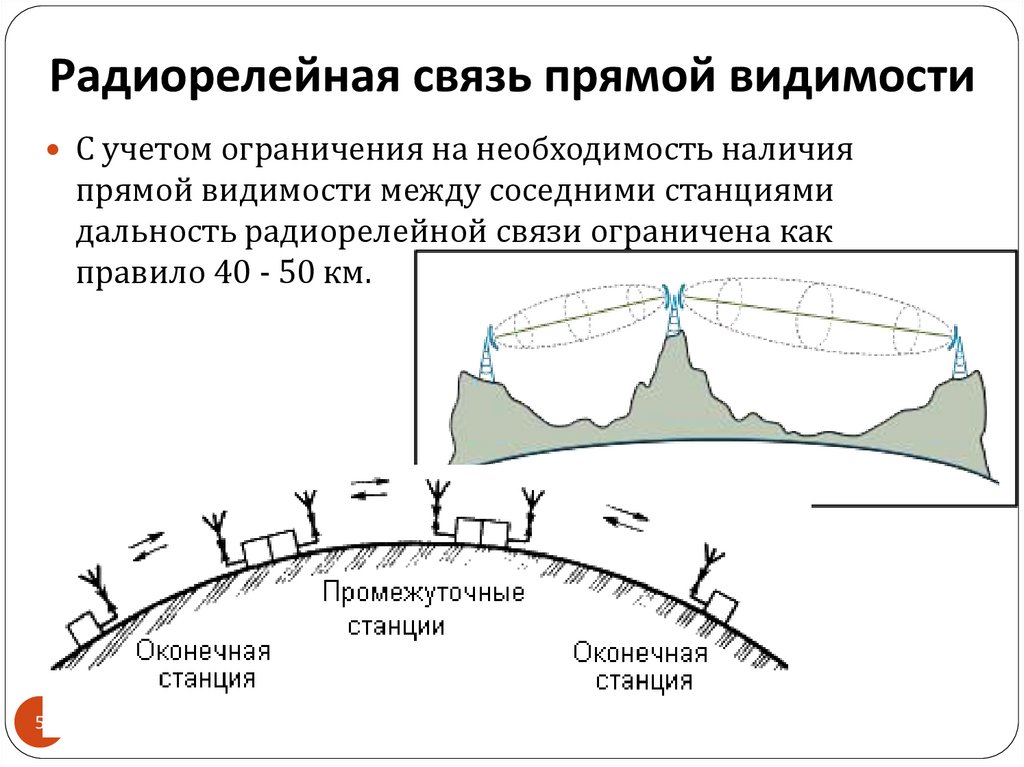 Радиорелейная связь прямой видимости
• С учетом ограничения на необходимость наличия
прямой видимости между соседними станциями
дальность радиорелейной связи ограничена как
правило 40 - 50 км.
Промежуточные
станции
Оконечная
станция
Оконечная
станция
5